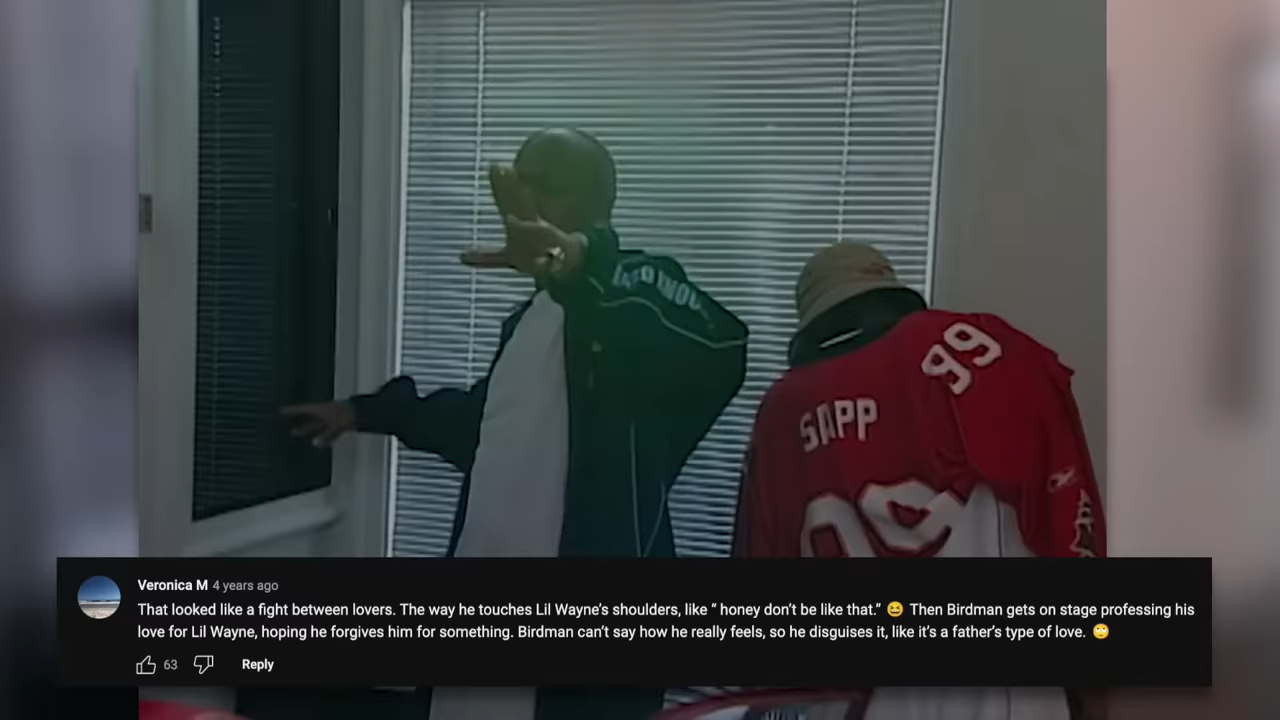 SAPP
99
99
Veronica M 4 years ago
That looked like a fight between lovers. The way he touches Lil Wayne's shoulders, like “ honey don't be like that.” 😆 Then Birdman gets on stage professing his
love for Lil Wayne, hoping he forgives him for something. Birdman can't say how he really feels, so he disguises it, like it's a father's type of love. 🙄
63 Reply